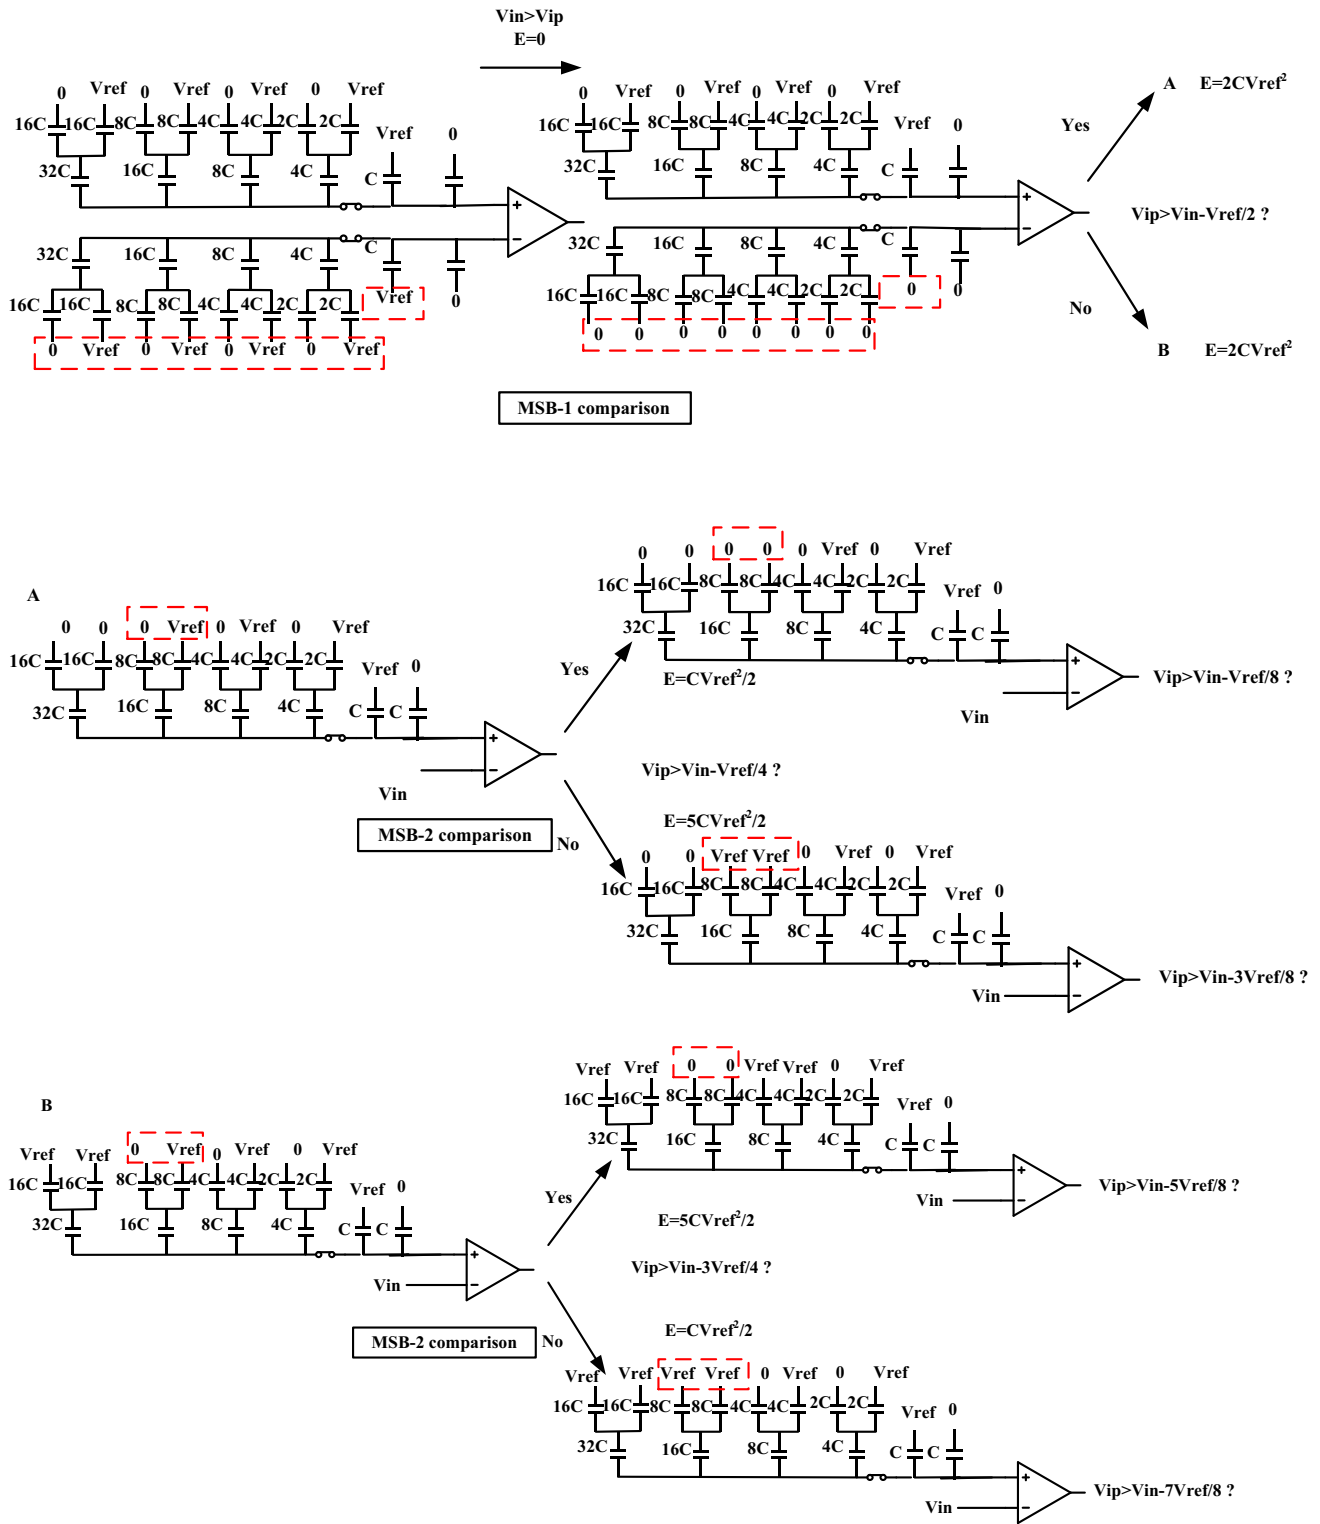 Vin>Vip
E=0
0 Vref 0 Vref 0 Vref 0 Vref
16C 16C 8C 8C 4C 4C 2C 2C Vref 0
32C 16C 8C 4C C
+
−
32C 16C 8C 4C C
16C 16C 8C 8C 4C 4C 2C 2C Vref 0
0 Vref 0 Vref 0 Vref 0 Vref
0 Vref 0 Vref 0 Vref 0 Vref
16C 16C 8C 8C 4C 4C 2C 2C Vref 0
32C 16C 8C 4C C
+
−
32C 16C 8C 4C C
16C 16C 8C 8C 4C 4C 2C 2C 0 0
0 0 0 0 0 0 0 0
A E=2CVref²
Yes
Vip>Vin-Vref/2 ?
No
B E=2CVref²
MSB-1 comparison
A
0 0 0 Vref 0 Vref 0 Vref
16C 16C 8C 8C 4C 4C 2C 2C Vref 0
32C 16C 8C 4C C C
+
−
Vin
MSB-2 comparison
Yes
0 0 0 0 0 Vref 0 Vref
16C 16C 8C 8C 4C 4C 2C 2C Vref 0
32C 16C 8C 4C C C
E=CVref²/2
+
−
Vin
Vip>Vin-Vref/8 ?
Vip>Vin-Vref/4 ?
No
E=5CVref²/2
0 0 Vref Vref 0 Vref 0 Vref
16C 16C 8C 8C 4C 4C 2C 2C Vref 0
32C 16C 8C 4C C C
+
−
Vin
Vip>Vin-3Vref/8 ?
B
Vref Vref 0 Vref 0 Vref 0 Vref
16C 16C 8C 8C 4C 4C 2C 2C Vref 0
32C 16C 8C 4C C C
+
−
Vin
MSB-2 comparison
Yes
Vref Vref 0 0 Vref Vref 0 Vref
16C 16C 8C 8C 4C 4C 2C 2C Vref 0
32C 16C 8C 4C C C
+
−
Vin
Vip>Vin-5Vref/8 ?
E=5CVref²/2
Vip>Vin-3Vref/4 ?
No
E=CVref²/2
Vref Vref Vref Vref 0 Vref 0 Vref
16C 16C 8C 8C 4C 4C 2C 2C Vref 0
32C 16C 8C 4C C C
+
−
Vin
Vip>Vin-7Vref/8 ?